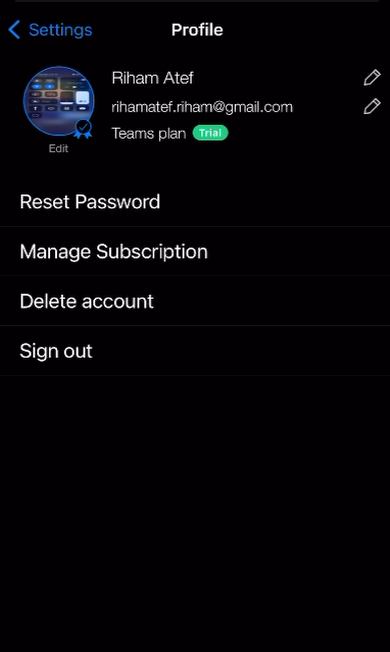 Settings
Profile
Riham Atef
rihamatef.riham@gmail.com
Teams plan Trial
Edit
Reset Password
Manage Subscription
Delete account
Sign out